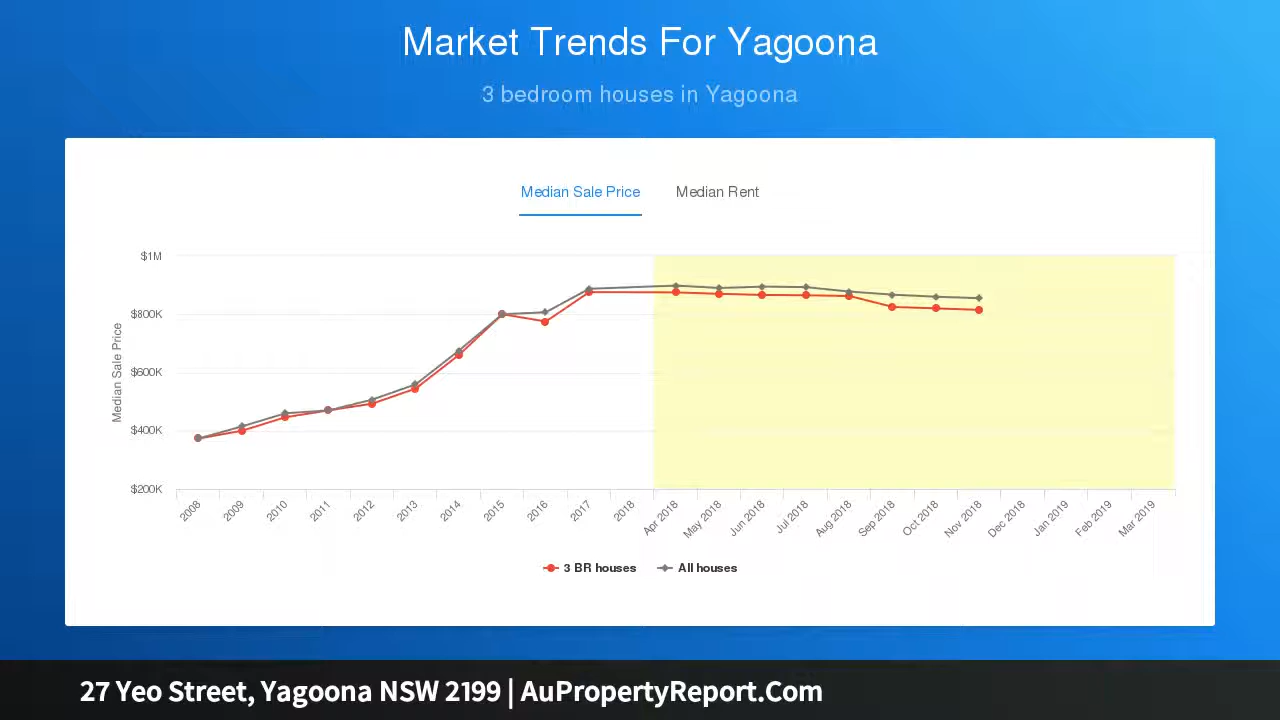 Market Trends For Yagoona
3 bedroom houses in Yagoona
Median Sale Price
Median Rent
Median Sale Price
$1M
$800K
$600K
$400K
$200K
2008
2009
2010
2011
2012
2013
2014
2015
2016
2017
2018
Apr 2018
May 2018
Jun 2018
Jul 2018
Aug 2018
Sep 2018
Oct 2018
Nov 2018
Dec 2018
Jan 2019
Feb 2019
Mar 2019
3 BR houses
All houses
27 Yeo Street, Yagoona NSW 2199 | AuPropertyReport.Com